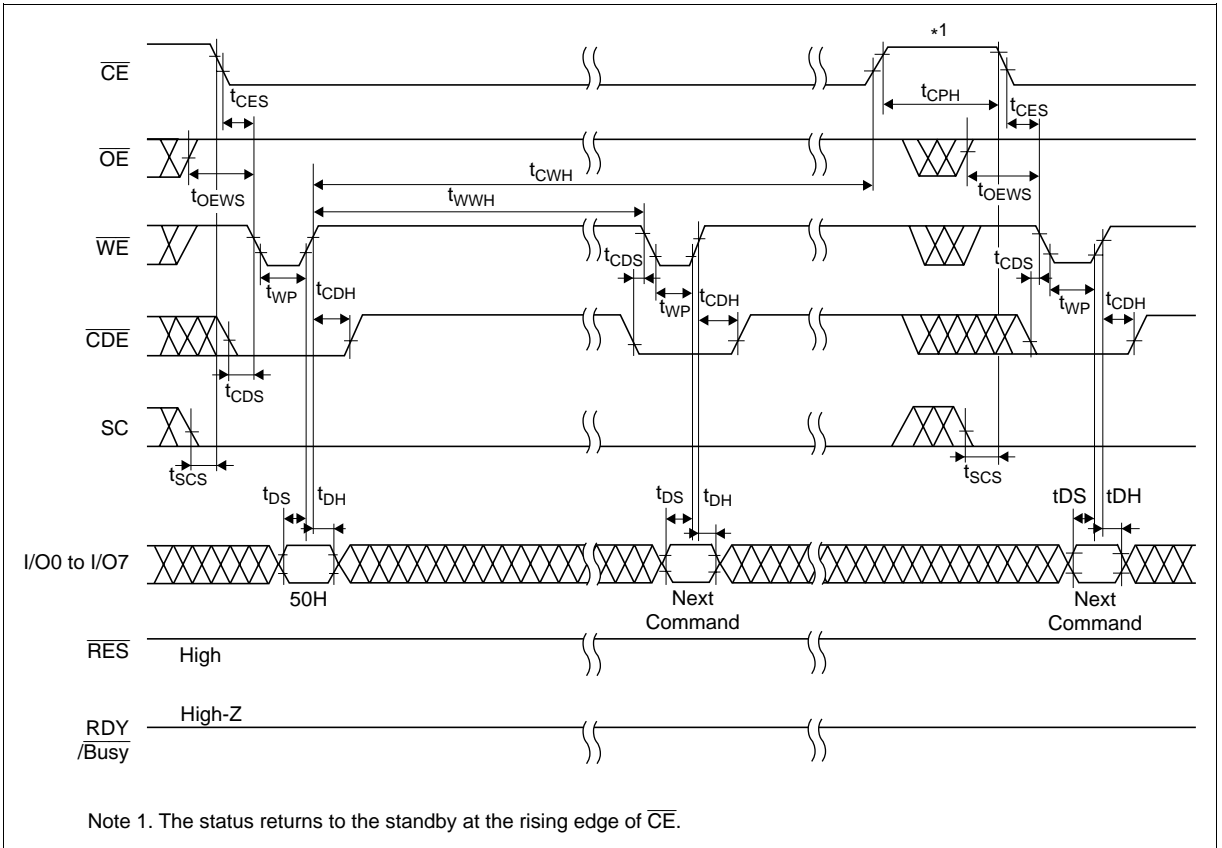 *1
CE
tCES
tCPH
tCES
OE
tOEWS
tCWH
tOEWS
tWWH
WE
tWP
tCDH
tCDS
tWP
tCDH
tCDS
tWP
tCDH
CDE
tCDS
SC
tSCS
tSCS
tDS
tDH
tDS
tDH
tDS
tDH
I/O0 to I/O7
50H
Next
Command
Next
Command
RES
High
RDY
/Busy
High-Z
Note 1. The status returns to the standby at the rising edge of CE.